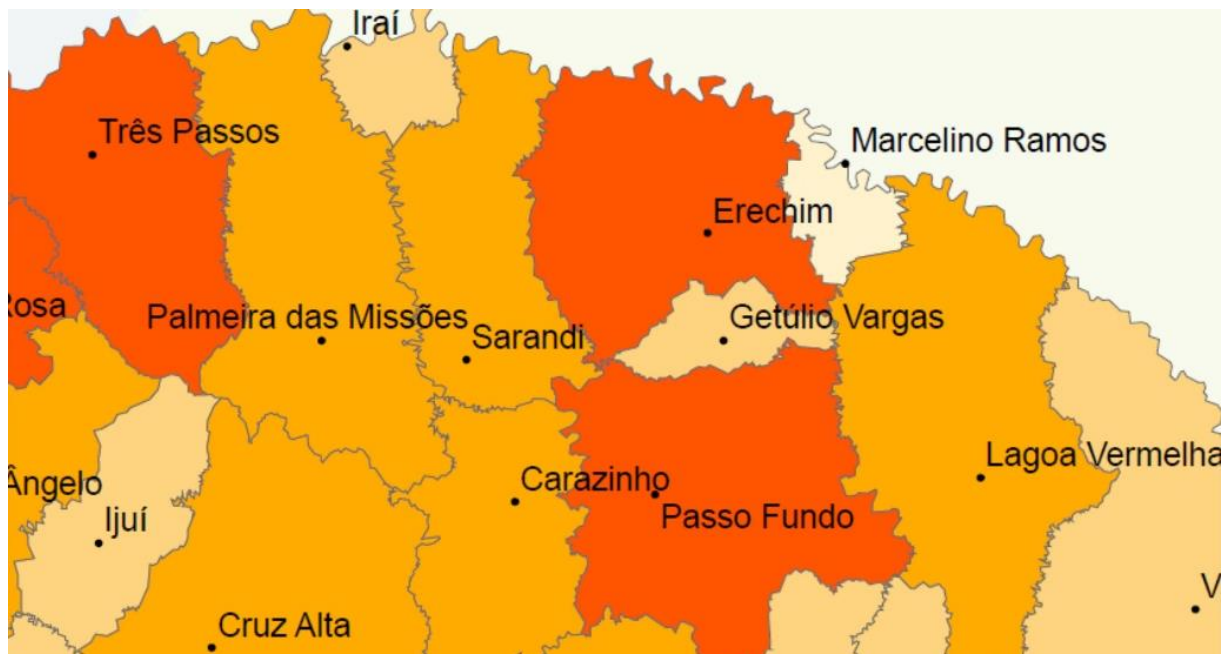 Iraí
Três Passos
Marcelino Ramos
Erechim
Rosa
Palmeira das Missões
Sarandi
Getúlio Vargas
Lagoa Vermelha
Ângelo
Carazinho
Ijuí
Passo Fundo
V
Cruz Alta